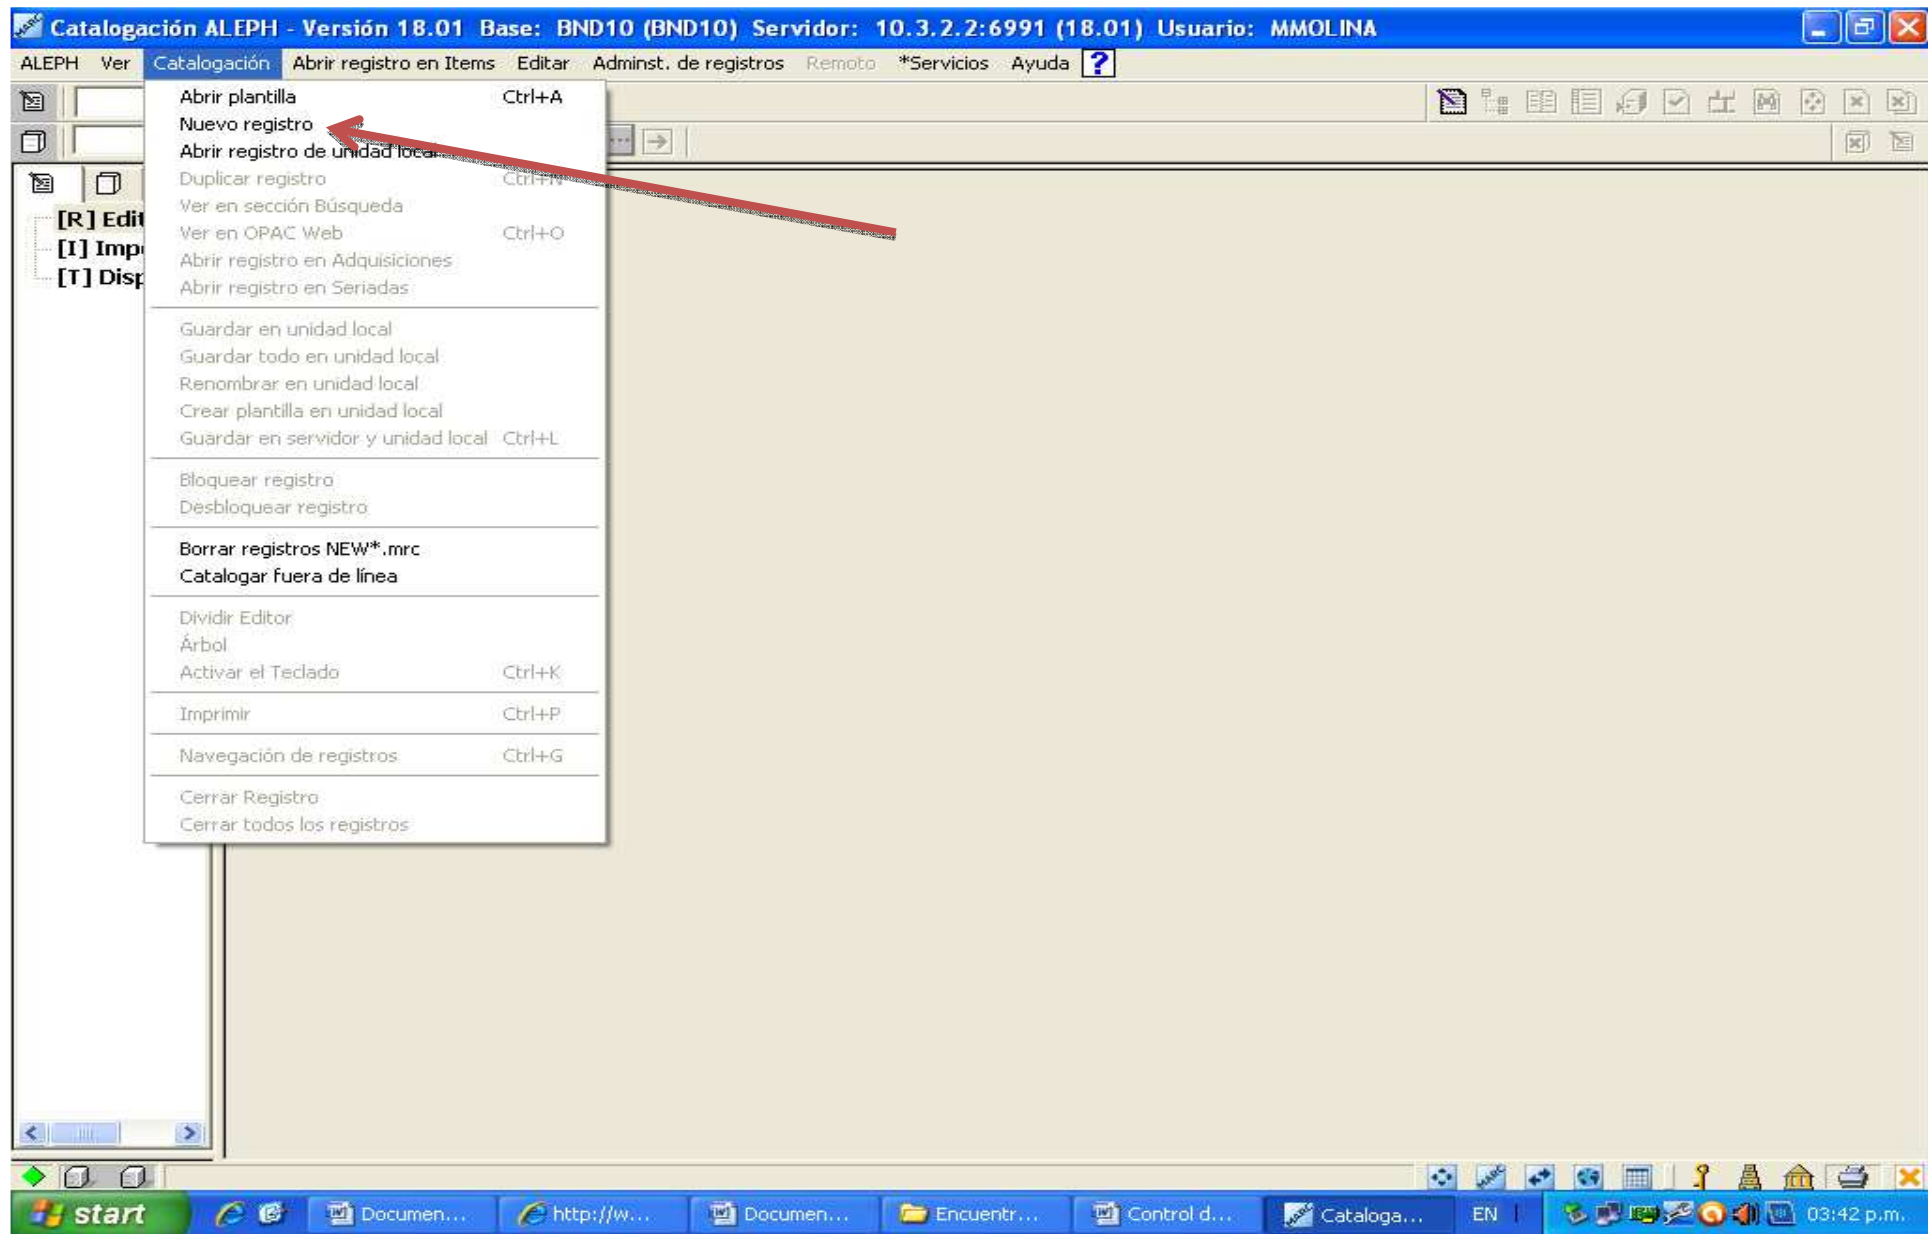 Catalogación ALEPH - Versión 18.01 Base: BND10 (BND10) Servidor: 10.3.2.2:6991 (18.01) Usuario: MMOLINA
ALEPH Ver Catalogación Abrir registro en Items Editar Adminst. de registros Remoto *Servicios Ayuda ?
Abrir plantilla Ctrl+A
Nuevo registro
Abrir registro de unidad local
Duplicar registro Ctrl+N
Ver en sección Búsqueda
Ver en OPAC Web Ctrl+O
Abrir registro en Adquisiciones
Abrir registro en Seriadas
Guardar en unidad local
Guardar todo en unidad local
Renombrar en unidad local
Crear plantilla en unidad local
Guardar en servidor y unidad local Ctrl+L
Bloquear registro
Desbloquear registro
Borrar registros NEW*.mrc
Catalogar fuera de línea
Dividir Editor
Árbol
Activar el Teclado Ctrl+K
Imprimir Ctrl+P
Navegación de registros Ctrl+G
Cerrar Registro
Cerrar todos los registros
[R] Edit
[I] Imp
[T] Disp
start Documen... http://w... Documen... Encuentr... Control d... Cataloga... EN 03:42 p.m.